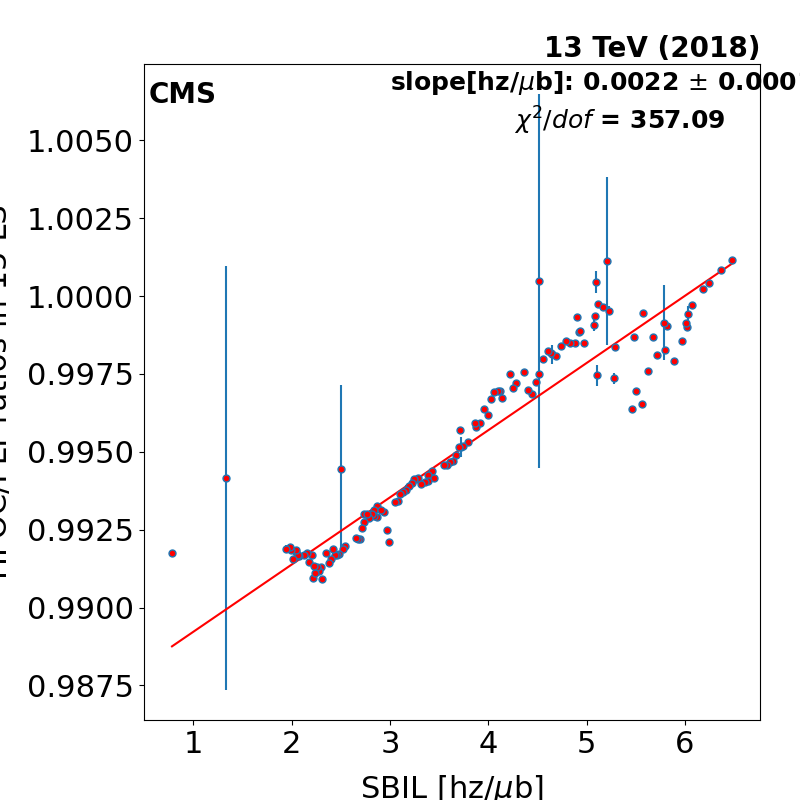 13 TeV (2018)
CMS
slope[hz/μb]: 0.0022 ± 0.000
χ²/dof = 357.09
1.0050
1.0025
1.0000
0.9975
0.9950
0.9925
0.9900
0.9875
1 2 3 4 5 6
SBIL [hz/μb]